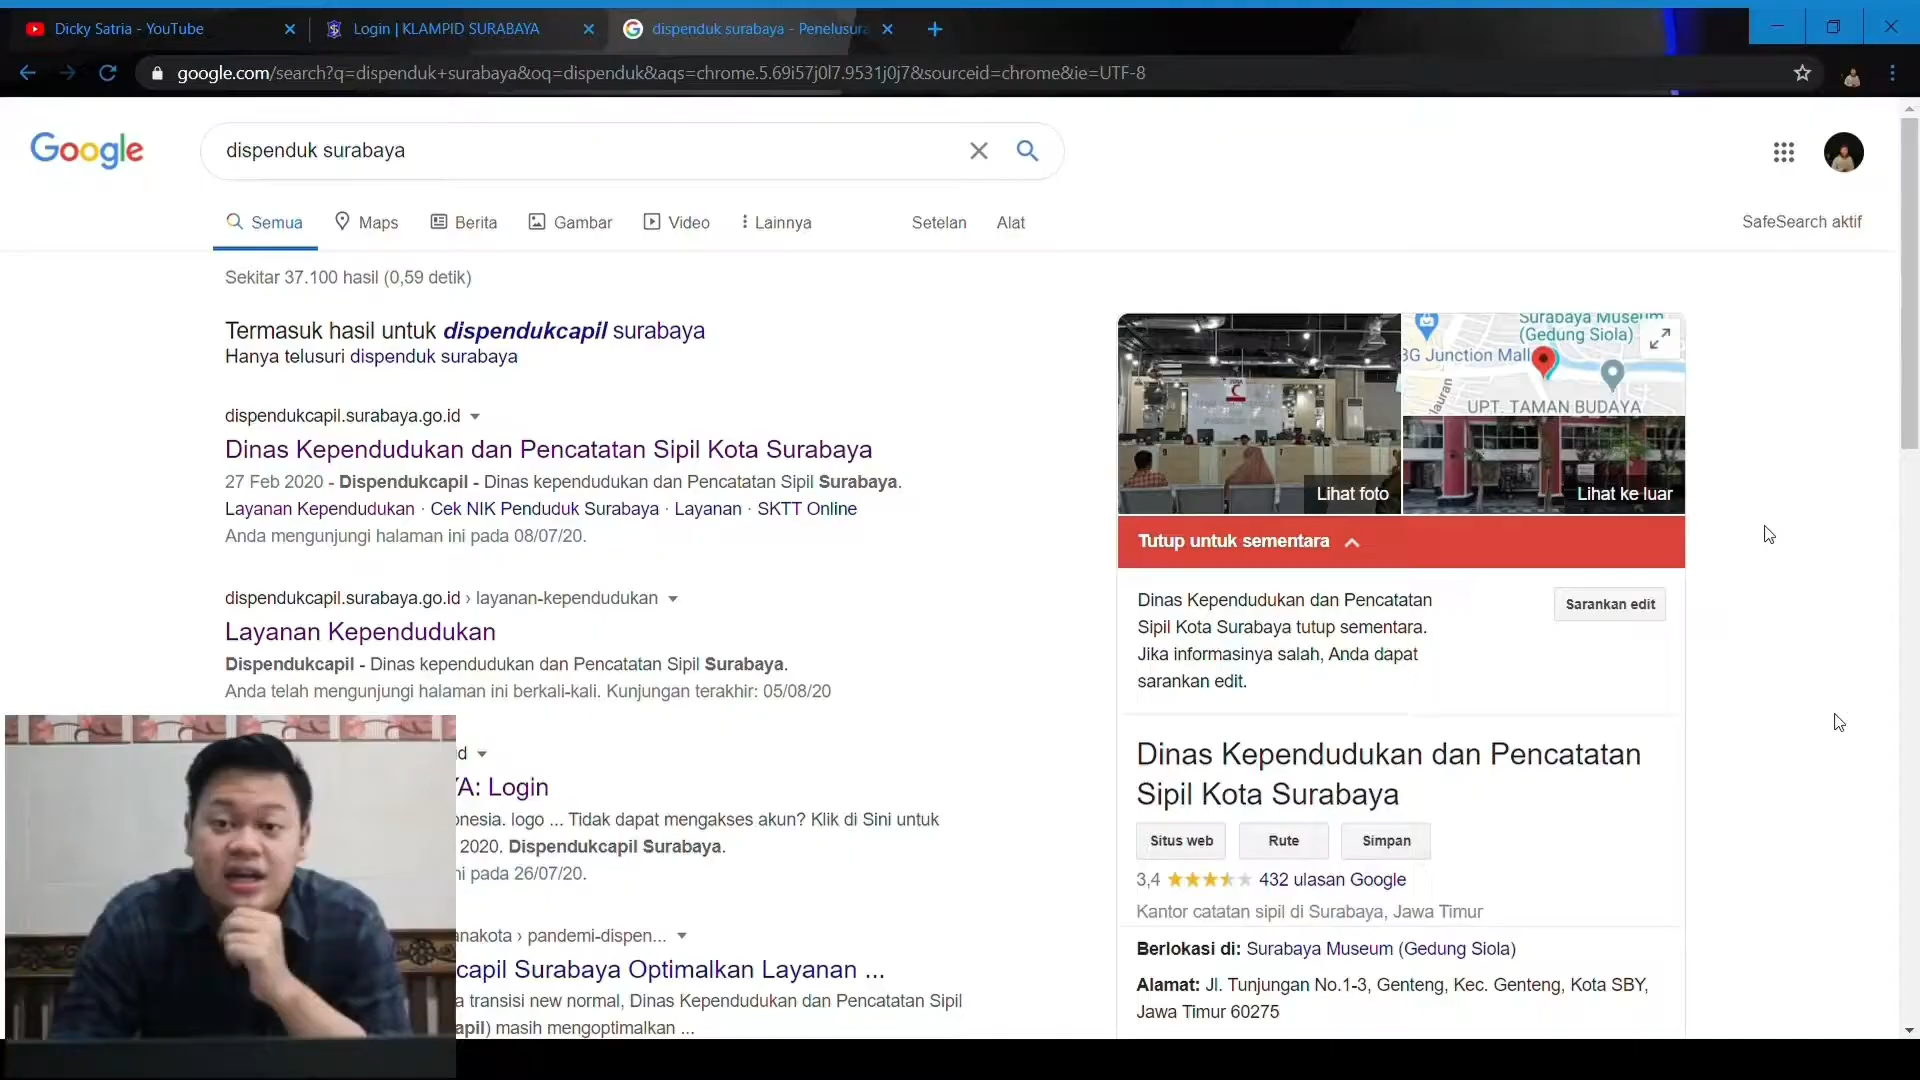 Dicky Satria - YouTube
Login | KLAMPID SURABAYA
dispenduk surabaya - Penelusura
google.com/search?q=dispenduk+surabaya&oq=dispenduk&aqs=chrome.5.69i57j0l7.9531j0j7&sourceid=chrome&ie=UTF-8
Google
dispenduk surabaya
Semua
Maps
Berita
Gambar
Video
Lainnya
Setelan
Alat
SafeSearch aktif
Sekitar 37.100 hasil (0,59 detik)
Termasuk hasil untuk dispendukcapil surabaya
Hanya telusuri dispenduk surabaya
dispendukcapil.surabaya.go.id
Dinas Kependudukan dan Pencatatan Sipil Kota Surabaya
27 Feb 2020 - Dispendukcapil - Dinas kependudukan dan Pencatatan Sipil Surabaya.
Layanan Kependudukan · Cek NIK Penduduk Surabaya · Layanan · SKTT Online
Anda mengunjungi halaman ini pada 08/07/20.
dispendukcapil.surabaya.go.id › layanan-kependudukan
Layanan Kependudukan
Dispendukcapil - Dinas kependudukan dan Pencatatan Sipil Surabaya.
Anda telah mengunjungi halaman ini berkali-kali. Kunjungan terakhir: 05/08/20
id
YA: Login
onesia. logo ... Tidak dapat mengakses akun? Klik di Sini untuk
2020. Dispendukcapil Surabaya.
ni pada 26/07/20.
anakota › pandemi-dispen...
capil Surabaya Optimalkan Layanan ...
a transisi new normal, Dinas Kependudukan dan Pencatatan Sipil
apil) masih mengoptimalkan ...
Surabaya Museum
(Gedung Siola)
BG Junction Mall
lauran
UPT. TAMAN BUDAYA
Lihat foto
Lihat ke luar
Tutup untuk sementara
Dinas Kependudukan dan Pencatatan
Sipil Kota Surabaya tutup sementara.
Jika informasinya salah, Anda dapat
sarankan edit.
Sarankan edit
Dinas Kependudukan dan Pencatatan
Sipil Kota Surabaya
Situs web
Rute
Simpan
3,4
432 ulasan Google
Kantor catatan sipil di Surabaya, Jawa Timur
Berlokasi di: Surabaya Museum (Gedung Siola)
Alamat: Jl. Tunjungan No.1-3, Genteng, Kec. Genteng, Kota SBY,
Jawa Timur 60275